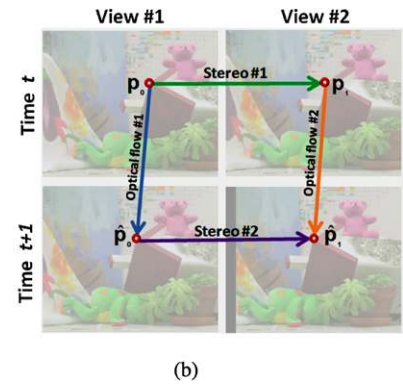 View #1 View #2
Time t
p₀ Stereo #1 p₁
Optical flow #1 Optical flow #2
Time t+1
p̂₀ Stereo #2 p̂₁
(b)